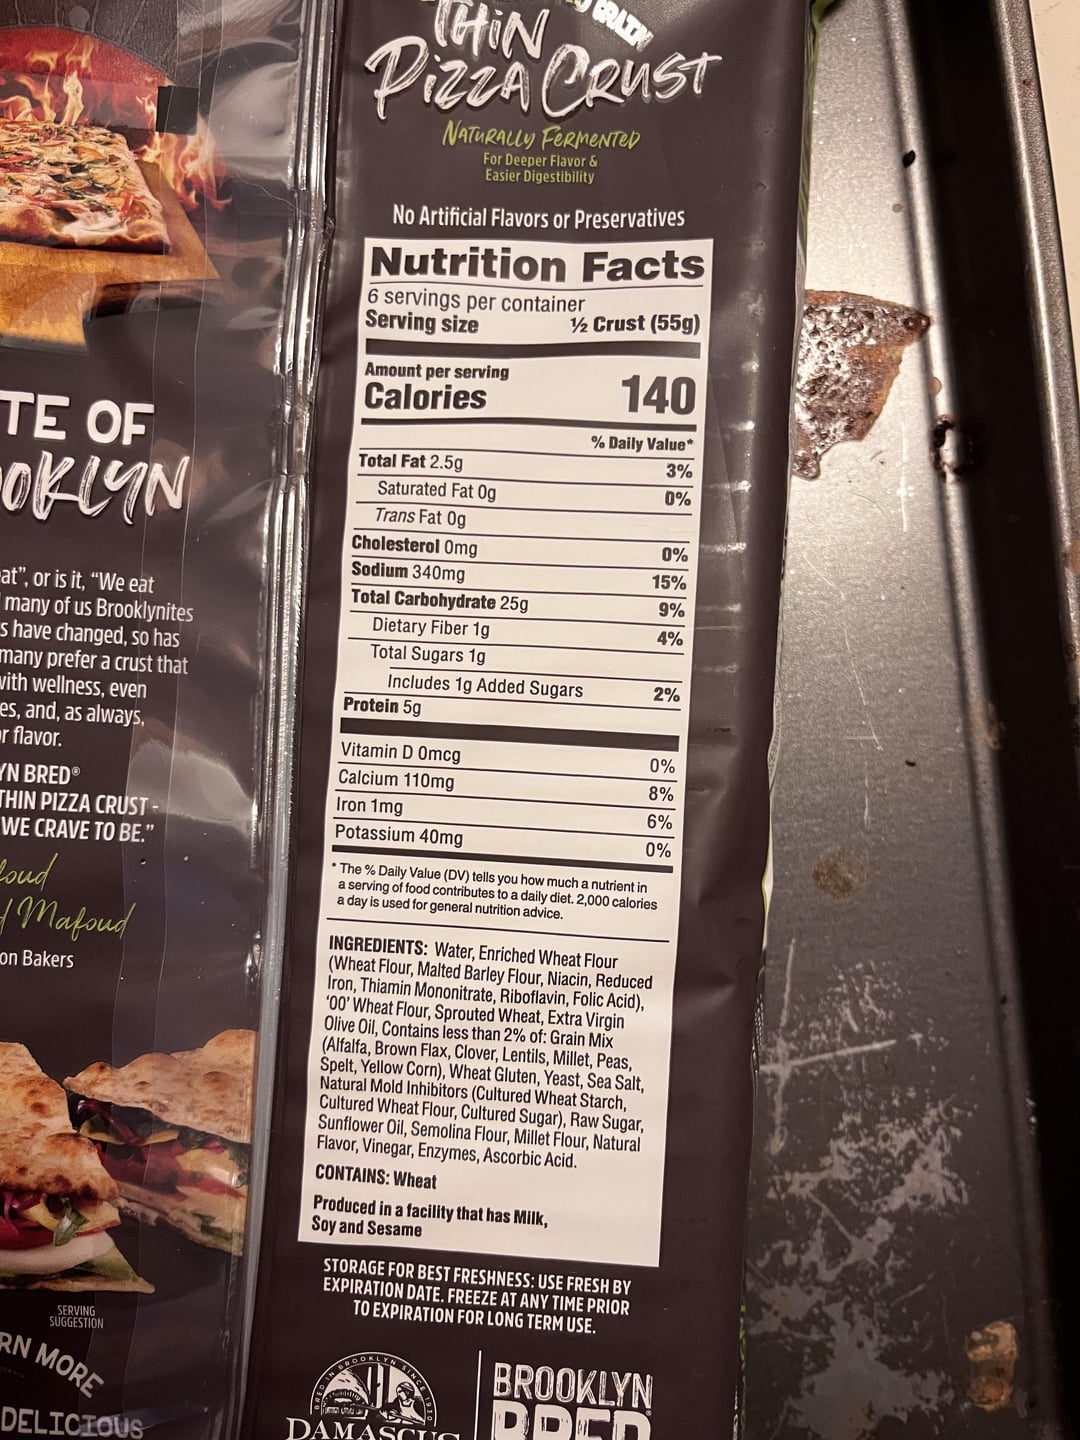 THIN
PIZZA CRUST
NATURALLY FERMENTED
For Deeper Flavor &
Easier Digestibility
No Artificial Flavors or Preservatives
Nutrition Facts
6 servings per container
Serving size ½ Crust (55g)
Amount per serving
Calories 140
% Daily Value*
Total Fat 2.5g 3%
Saturated Fat 0g 0%
Trans Fat 0g
Cholesterol 0mg 0%
Sodium 340mg 15%
Total Carbohydrate 25g 9%
Dietary Fiber 1g 4%
Total Sugars 1g
Includes 1g Added Sugars 2%
Protein 5g
Vitamin D 0mcg 0%
Calcium 110mg 8%
Iron 1mg 6%
Potassium 40mg 0%
* The % Daily Value (DV) tells you how much a nutrient in
a serving of food contributes to a daily diet. 2,000 calories
a day is used for general nutrition advice.
INGREDIENTS: Water, Enriched Wheat Flour
(Wheat Flour, Malted Barley Flour, Niacin, Reduced
Iron, Thiamin Mononitrate, Riboflavin, Folic Acid),
'00' Wheat Flour, Sprouted Wheat, Extra Virgin
Olive Oil, Contains less than 2% of: Grain Mix
(Alfalfa, Brown Flax, Clover, Lentils, Millet, Peas,
Spelt, Yellow Corn), Wheat Gluten, Yeast, Sea Salt,
Natural Mold Inhibitors (Cultured Wheat Starch,
Cultured Wheat Flour, Cultured Sugar), Raw Sugar,
Sunflower Oil, Semolina Flour, Millet Flour, Natural
Flavor, Vinegar, Enzymes, Ascorbic Acid.
CONTAINS: Wheat
Produced in a facility that has Milk,
Soy and Sesame
STORAGE FOR BEST FRESHNESS: USE FRESH BY
EXPIRATION DATE. FREEZE AT ANY TIME PRIOR
TO EXPIRATION FOR LONG TERM USE.
BRED IN BROOKLYN SINCE 1930
DAMASCUS
BROOKLYN
BRED
TE OF
OKLYN
eat", or is it, "We eat
many of us Brooklynites
s have changed, so has
many prefer a crust that
with wellness, even
es, and, as always,
or flavor.
YN BRED®
THIN PIZZA CRUST -
WE CRAVE TO BE."
Mafoud
on Bakers
SERVING
SUGGESTION
RN MORE
DELICIOUS